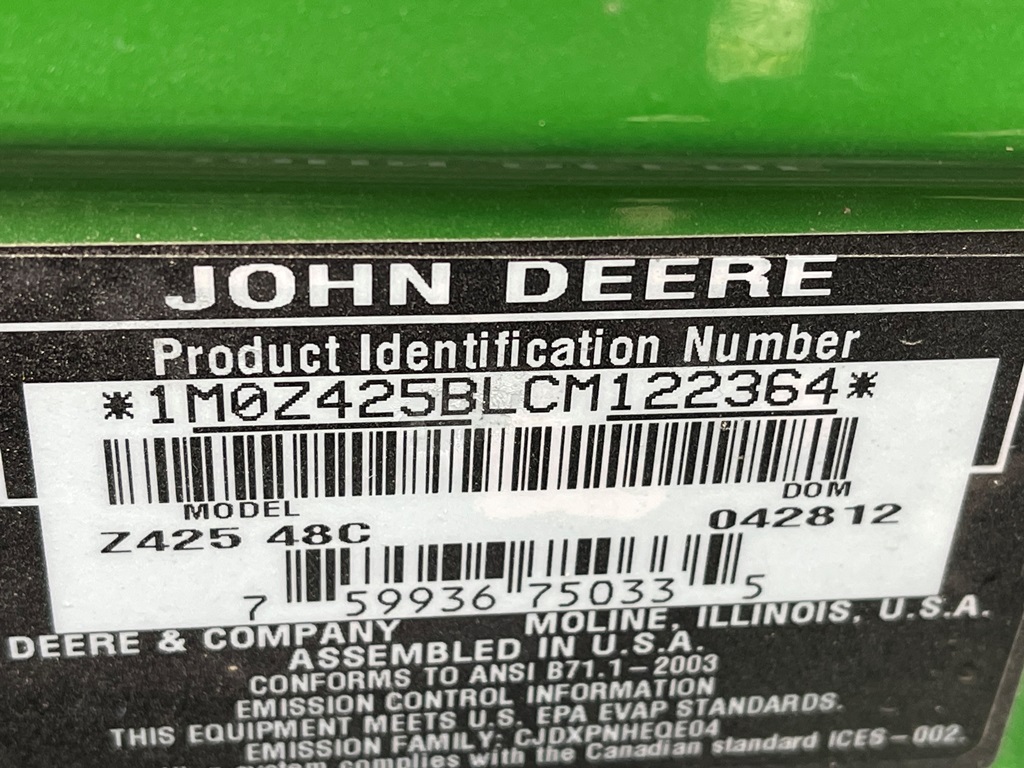 JOHN DEERE
Product Identification Number
*1M0Z425BLCM122364*
MODEL DOM
Z425 48C 042812
7 59936 75033 5
DEERE & COMPANY MOLINE, ILLINOIS, U.S.A.
ASSEMBLED IN U.S.A.
CONFORMS TO ANSI B71.1-2003
EMISSION CONTROL INFORMATION
THIS EQUIPMENT MEETS U.S. EPA EVAP STANDARDS.
EMISSION FAMILY: CJDXPNHEQE04
system complies with the Canadian standard ICES-002.